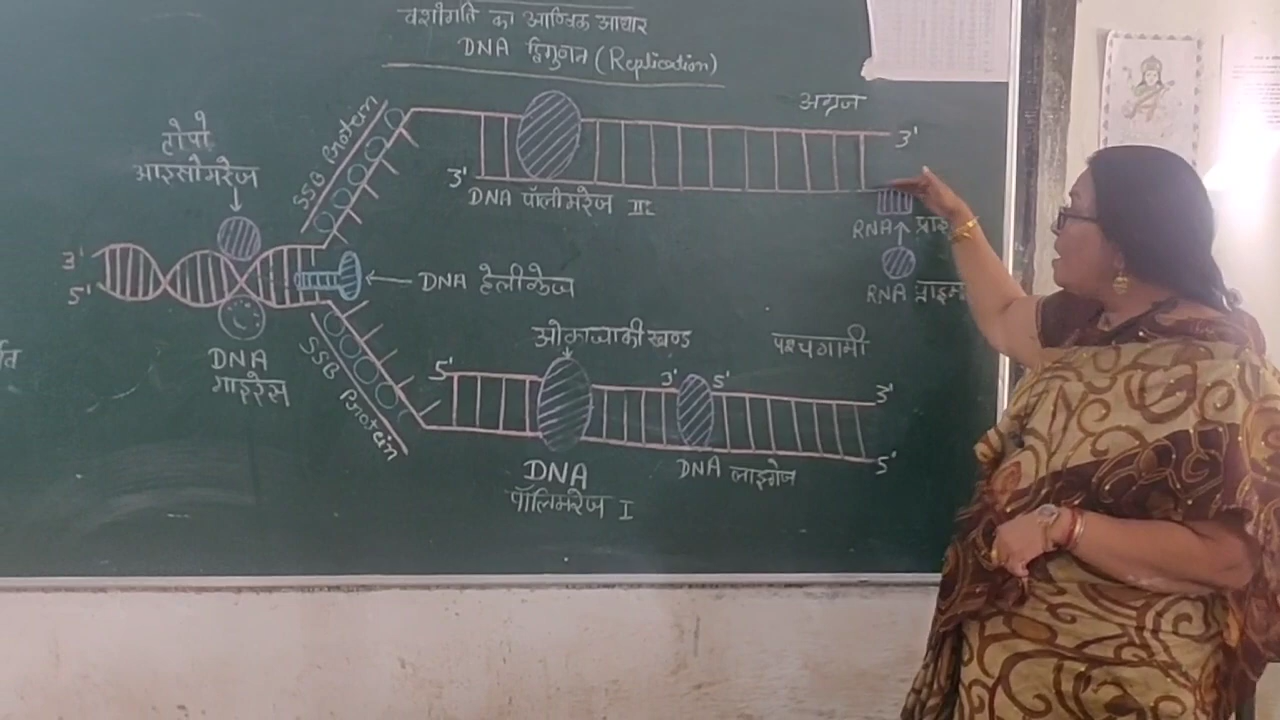 वंशागति का आण्विक आधार
DNA द्विगुणन (Replication)
अग्रज
टोपो
आइसोमरेज
SSB Protein
3'
3'
DNA पॉलीमरेज III
RNA
RNA
3'
5'
DNA हेलीकेज
DNA
गाइरेस
SSB Protein
ओकाजाकी खण्ड
पश्चगामी
5'
3' 5'
3'
5'
DNA
पॉलिमरेज I
DNA लाइगेज